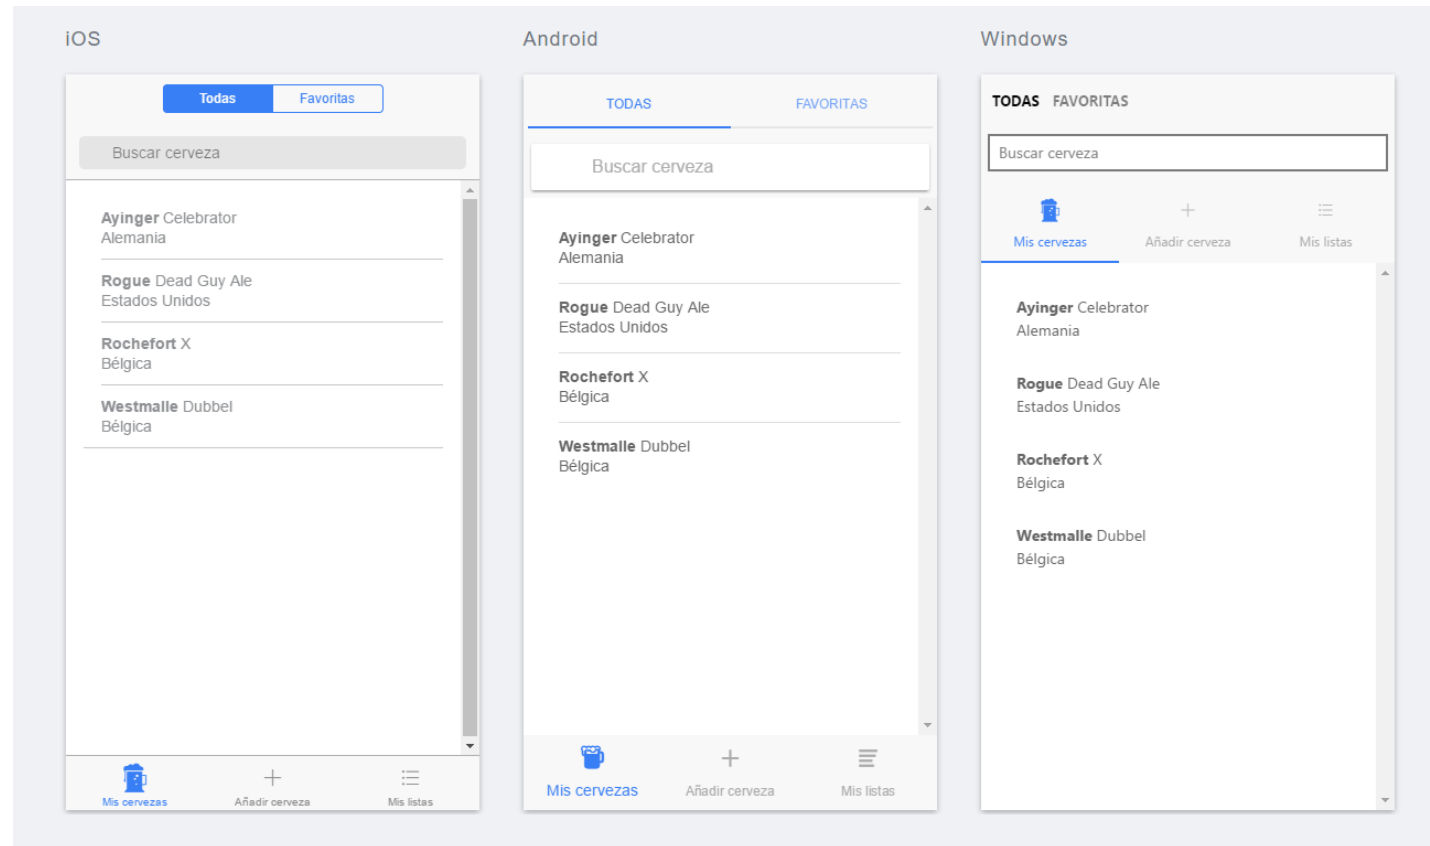 iOS
Todas Favoritas
Buscar cerveza
Ayinger Celebrator
Alemania
Rogue Dead Guy Ale
Estados Unidos
Rochefort X
Bélgica
Westmalle Dubbel
Bélgica
Mis cervezas Añadir cerveza Mis listas
Android
TODAS FAVORITAS
Buscar cerveza
Ayinger Celebrator
Alemania
Rogue Dead Guy Ale
Estados Unidos
Rochefort X
Bélgica
Westmalle Dubbel
Bélgica
Mis cervezas Añadir cerveza Mis listas
Windows
TODAS FAVORITAS
Buscar cerveza
Mis cervezas Añadir cerveza Mis listas
Ayinger Celebrator
Alemania
Rogue Dead Guy Ale
Estados Unidos
Rochefort X
Bélgica
Westmalle Dubbel
Bélgica